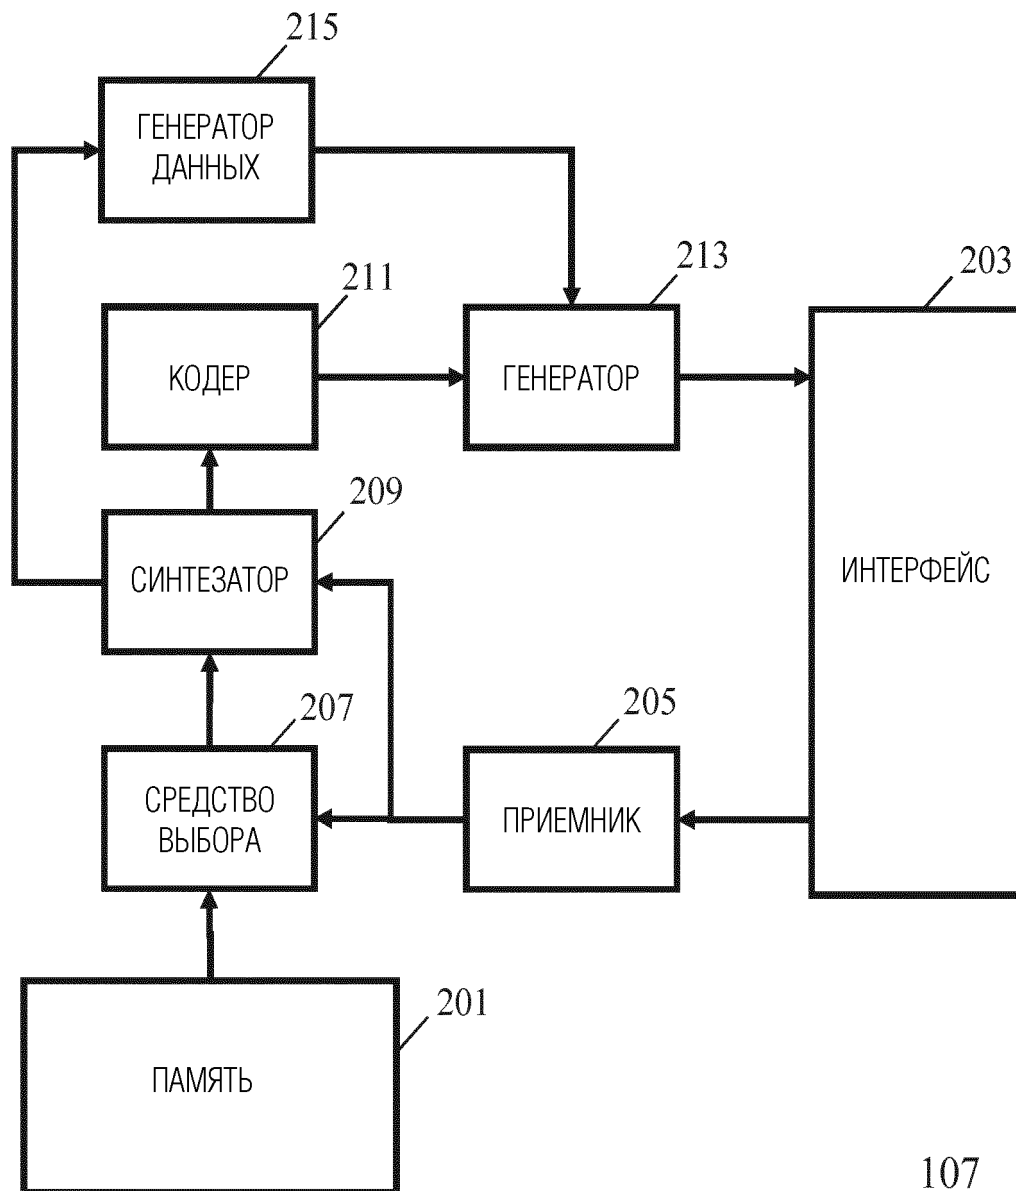 215
ГЕНЕРАТОР
ДАННЫХ
211
213
203
КОДЕР
ГЕНЕРАТОР
209
СИНТЕЗАТОР
ИНТЕРФЕЙС
207
205
СРЕДСТВО
ВЫБОРА
ПРИЕМНИК
201
ПАМЯТЬ
107